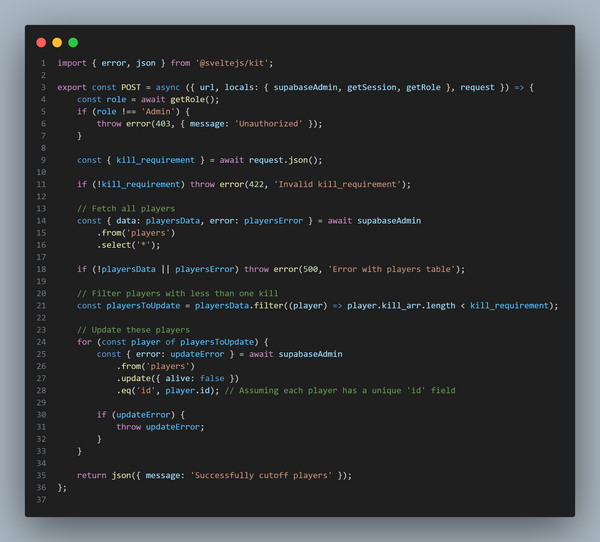 1 import { error, json } from '@sveltejs/kit';
2
3 export const POST = async ({ url, locals: { supabaseAdmin, getSession, getRole }, request }) => {
4     const role = await getRole();
5     if (role !== 'Admin') {
6         throw error(403, { message: 'Unauthorized' });
7     }
8
9     const { kill_requirement } = await request.json();
10
11     if (!kill_requirement) throw error(422, 'Invalid kill_requirement');
12
13     // Fetch all players
14     const { data: playersData, error: playersError } = await supabaseAdmin
15         .from('players')
16         .select('*');
17
18     if (!playersData || playersError) throw error(500, 'Error with players table');
19
20     // Filter players with less than one kill
21     const playersToUpdate = playersData.filter((player) => player.kill_arr.length < kill_requirement);
22
23     // Update these players
24     for (const player of playersToUpdate) {
25         const { error: updateError } = await supabaseAdmin
26             .from('players')
27             .update({ alive: false })
28             .eq('id', player.id); // Assuming each player has a unique 'id' field
29
30         if (updateError) {
31             throw updateError;
32         }
33     }
34
35     return json({ message: 'Successfully cutoff players' });
36 };
37